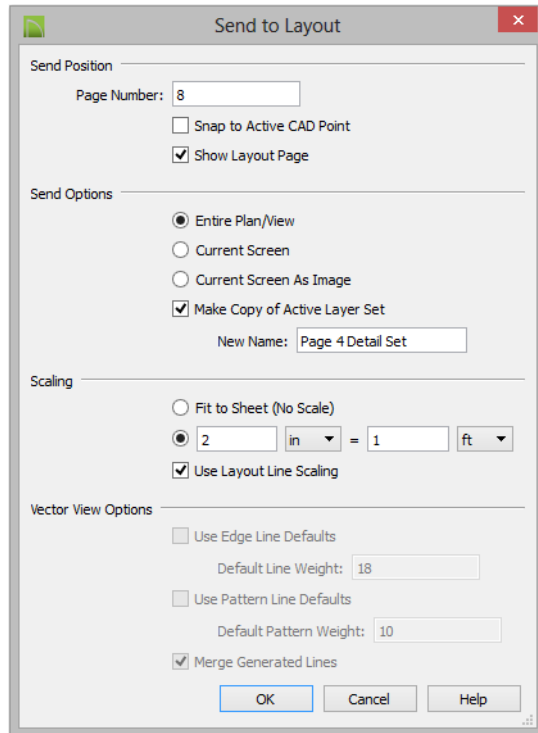 Send to Layout
Send Position
Page Number: 8
Snap to Active CAD Point
Show Layout Page
Send Options
Entire Plan/View
Current Screen
Current Screen As Image
Make Copy of Active Layer Set
New Name: Page 4 Detail Set
Scaling
Fit to Sheet (No Scale)
2 in = 1 ft
Use Layout Line Scaling
Vector View Options
Use Edge Line Defaults
Default Line Weight: 18
Use Pattern Line Defaults
Default Pattern Weight: 10
Merge Generated Lines
OK Cancel Help